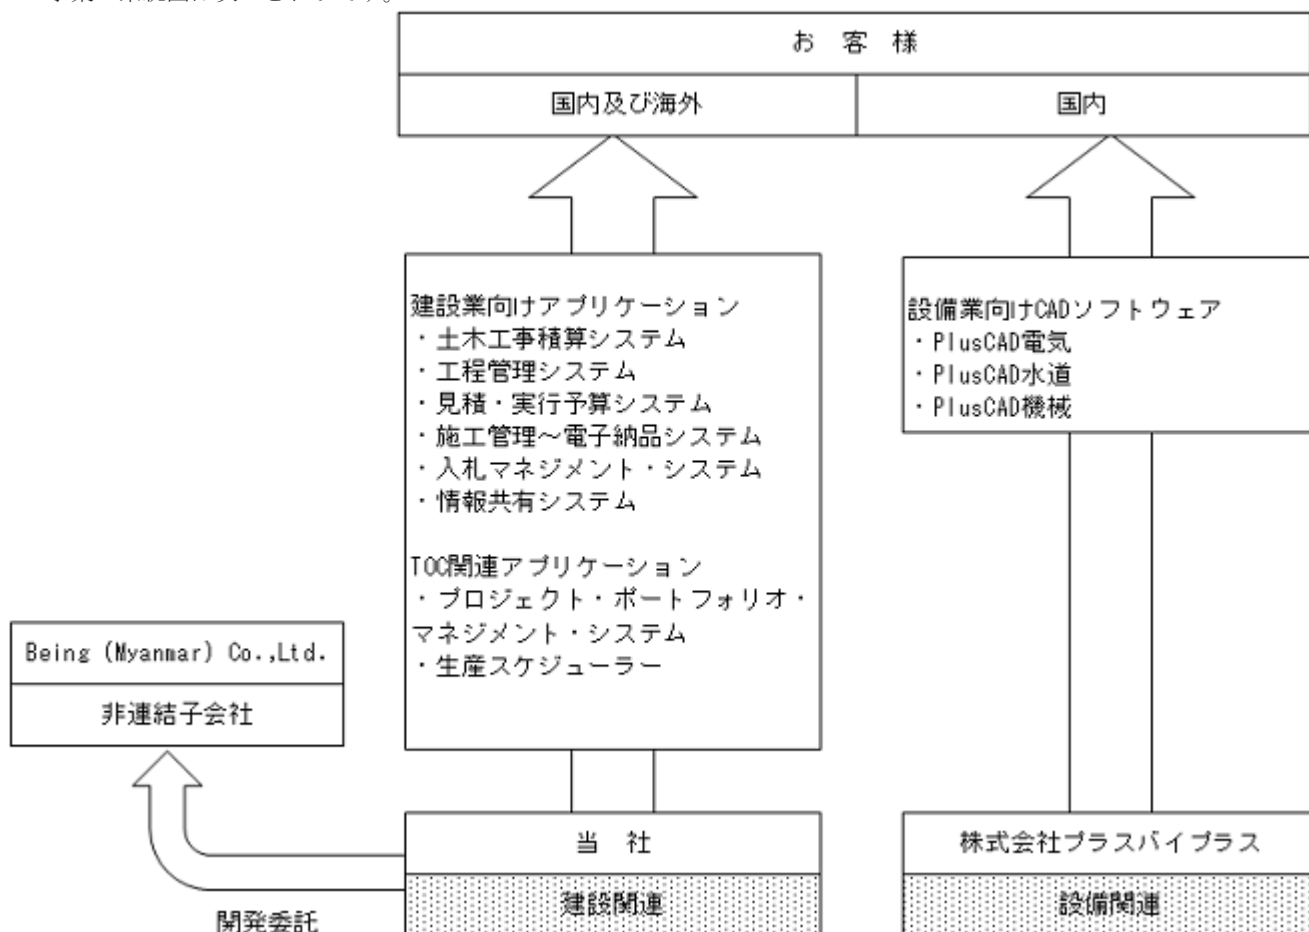 お 客 様
国内及び海外
国内
建設業向けアプリケーション
・土木工事積算システム
・工程管理システム
・見積・実行予算システム
・施工管理～電子納品システム
・入札マネジメント・システム
・情報共有システム
TOC関連アプリケーション
・プロジェクト・ポートフォリオ・
マネジメント・システム
・生産スケジューラー
設備業向けCADソフトウェア
・PlusCAD電気
・PlusCAD水道
・PlusCAD機械
Being (Myanmar) Co.,Ltd.
非連結子会社
開発委託
当 社
建設関連
株式会社プラスバイプラス
設備関連